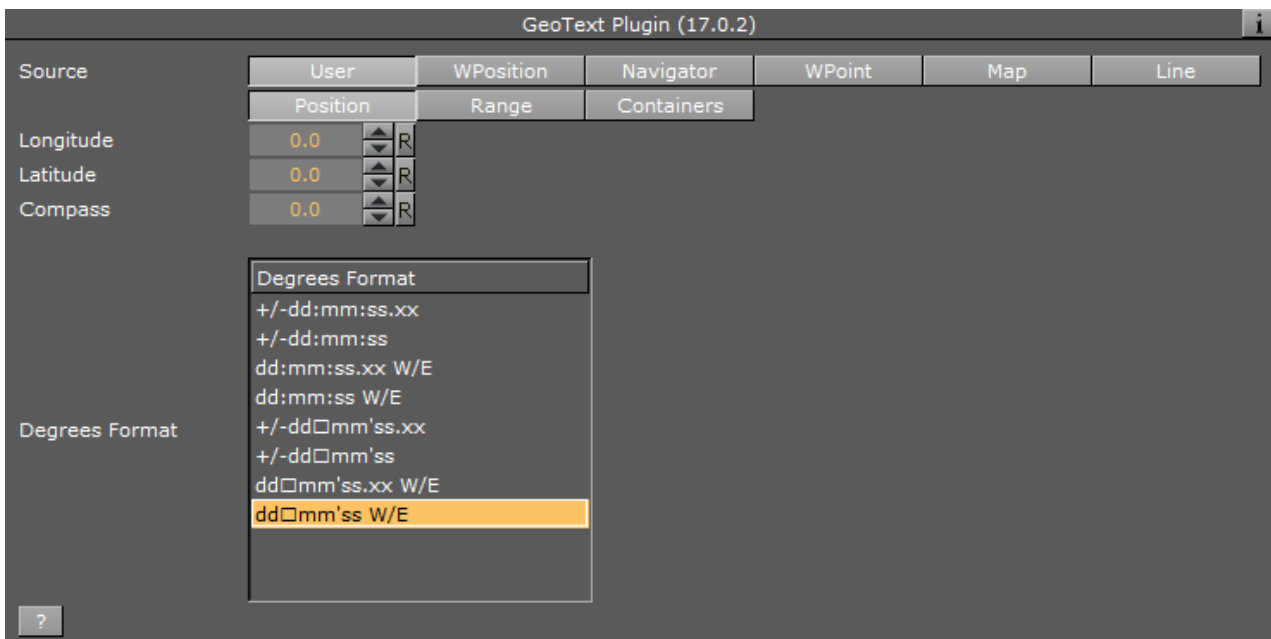 GeoText Plugin (17.0.2) i
Source User WPosition Navigator WPoint Map Line
Position Range Containers
Longitude 0.0 R
Latitude 0.0 R
Compass 0.0 R
Degrees Format
+/-dd:mm:ss.xx
+/-dd:mm:ss
dd:mm:ss.xx W/E
dd:mm:ss W/E
Degrees Format +/-dd□mm'ss.xx
+/-dd□mm'ss
dd□mm'ss.xx W/E
dd□mm'ss W/E
?